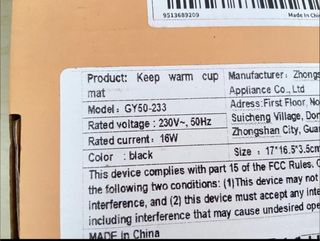 9513689209 Made in Ch
Product: Keep warm cup mat
Manufacturer: Zhongs
Appliance Co., Ltd
Model: GY50-233
Adress:First Floor, No
Rated voltage : 230V~, 50Hz
Suicheng Village, Don
Rated current: 16W
Zhongshan City, Guan
Color : black
Size : 17*16.5*3.5cm
This device complies with part 15 of the FCC Rules. O
the following two conditions: (1)This device may not
interference, and (2) this device must accept any inte
including interference that may cause undesired ope
MADE in China